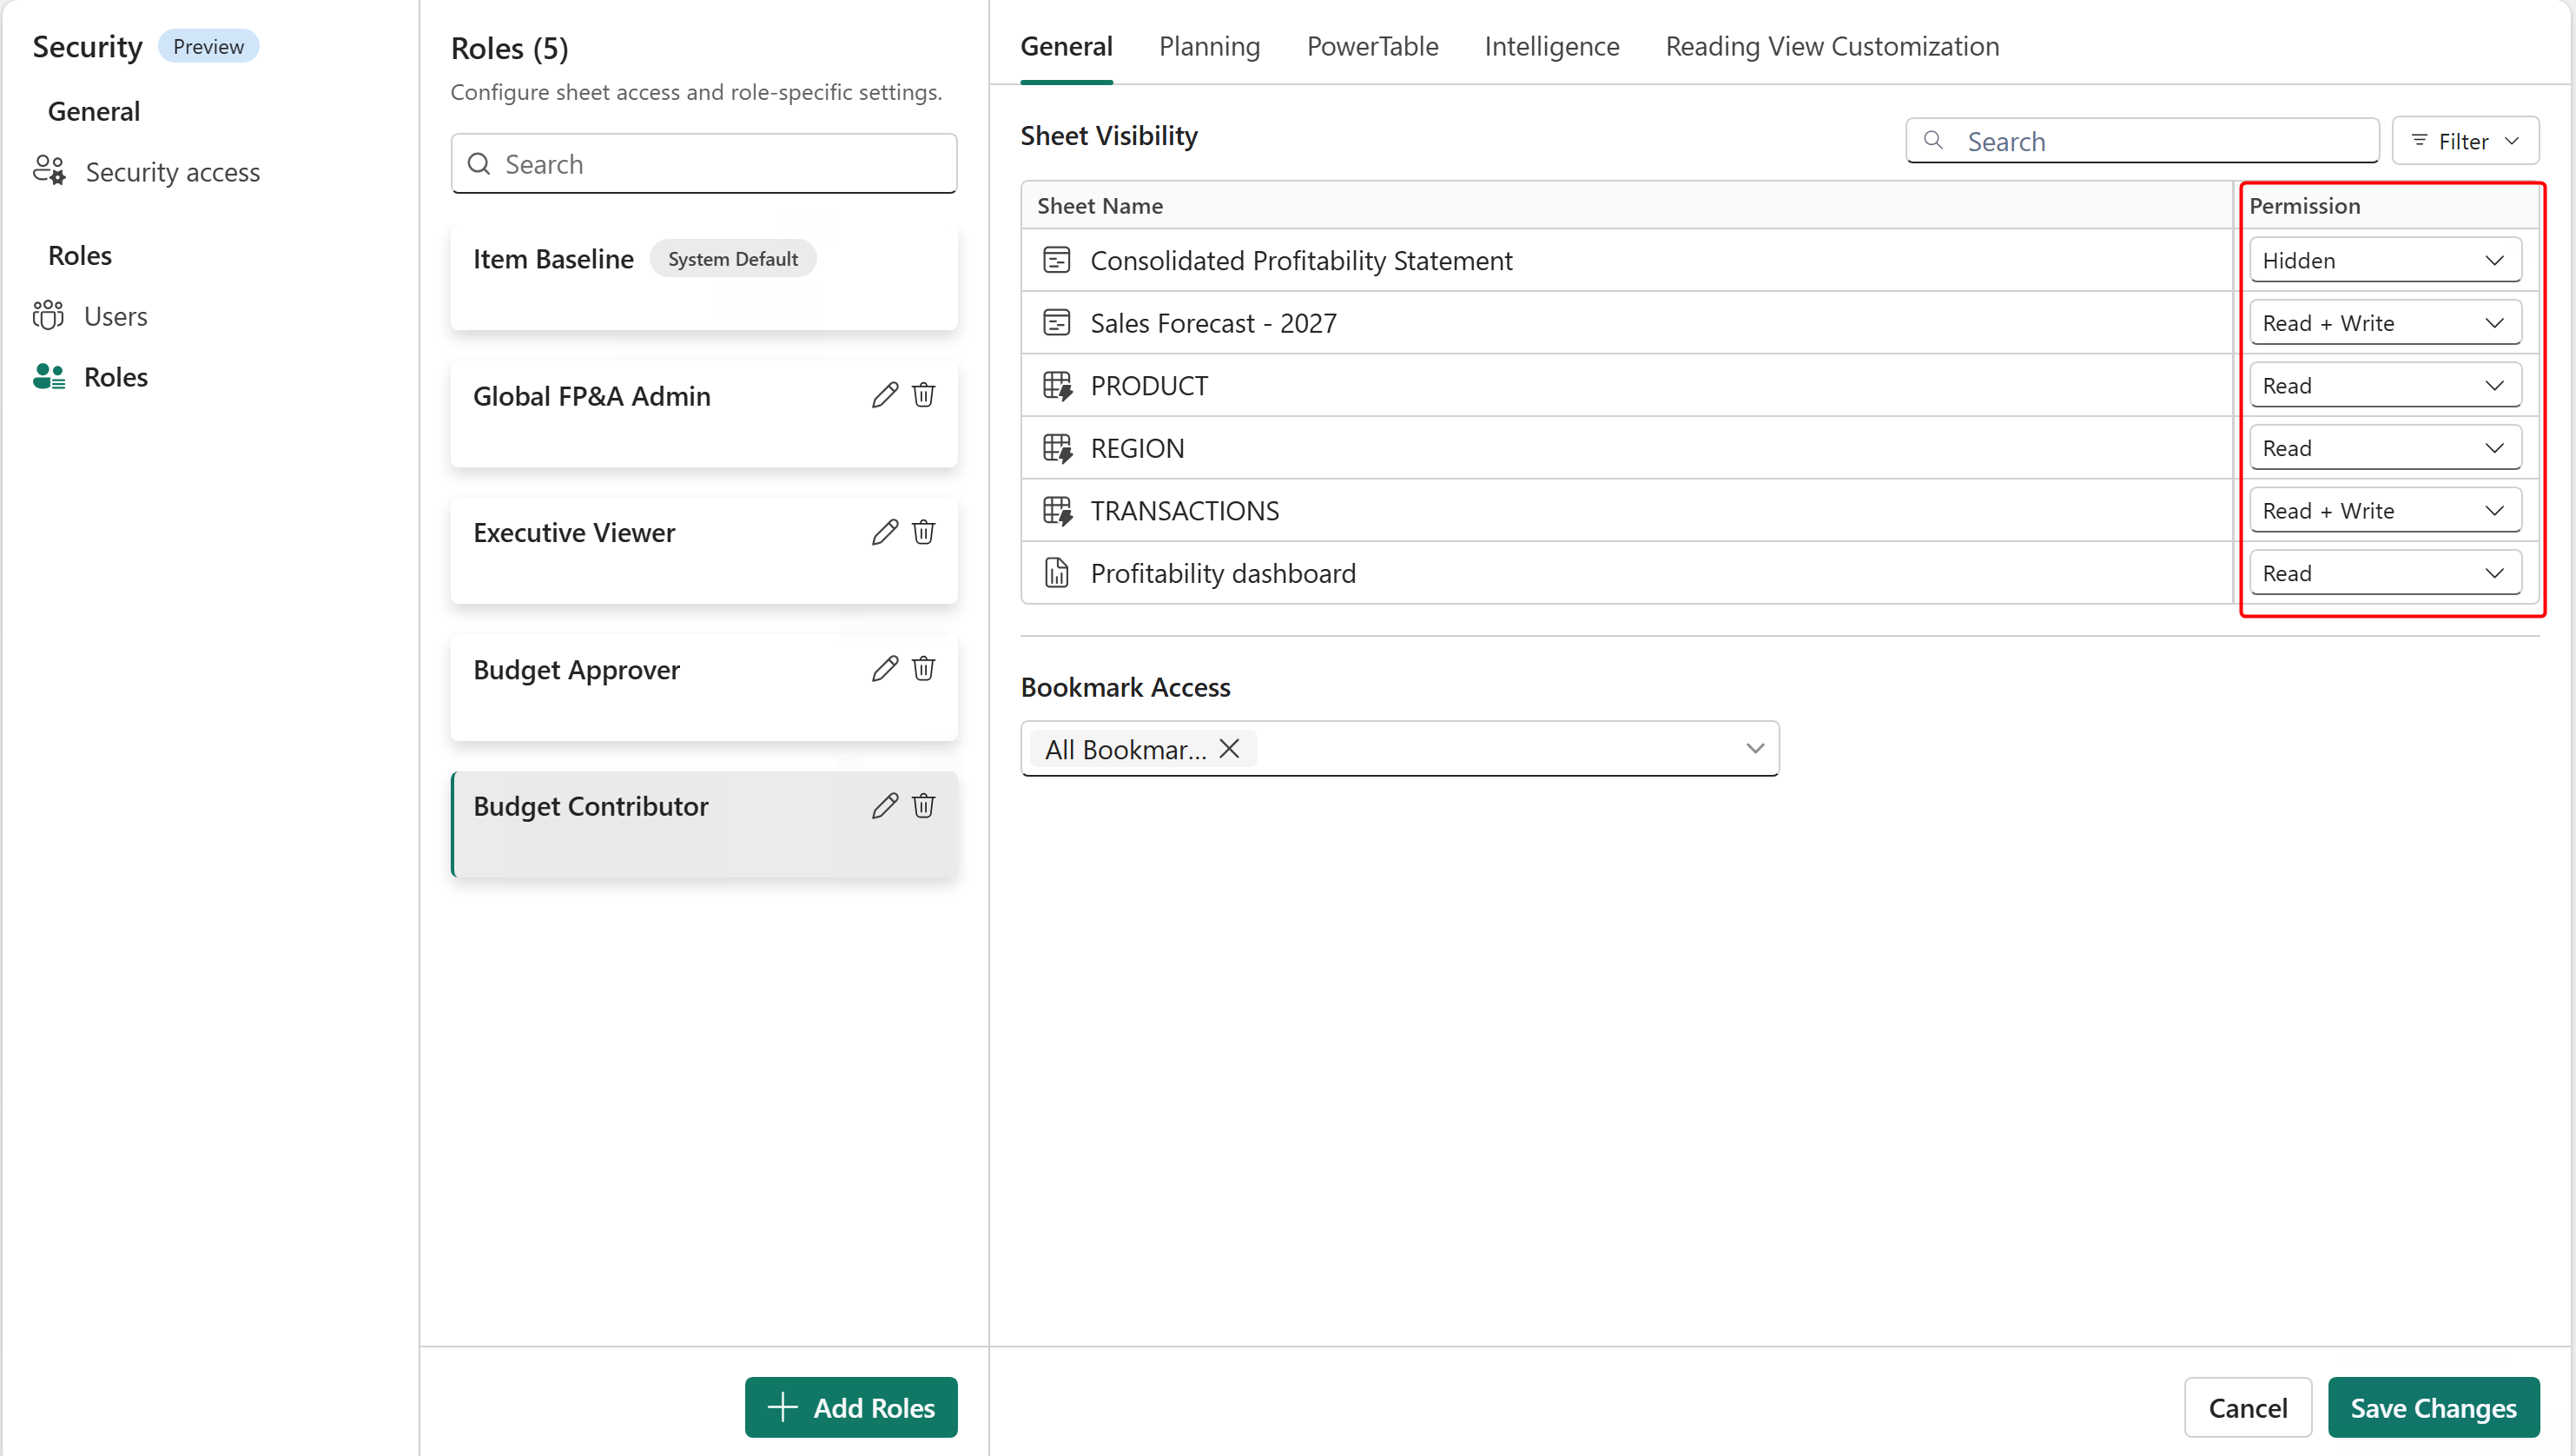 Security Preview
General
Security access
Roles
Users
Roles
Roles (5)
Configure sheet access and role-specific settings.
Search
Item Baseline System Default
Global FP&A Admin
Executive Viewer
Budget Approver
Budget Contributor
Add Roles
General Planning PowerTable Intelligence Reading View Customization
Sheet Visibility
Search
Filter
Sheet Name Permission
Consolidated Profitability Statement Hidden
Sales Forecast - 2027 Read + Write
PRODUCT Read
REGION Read
TRANSACTIONS Read + Write
Profitability dashboard Read
Bookmark Access
All Bookmar...
Cancel Save Changes